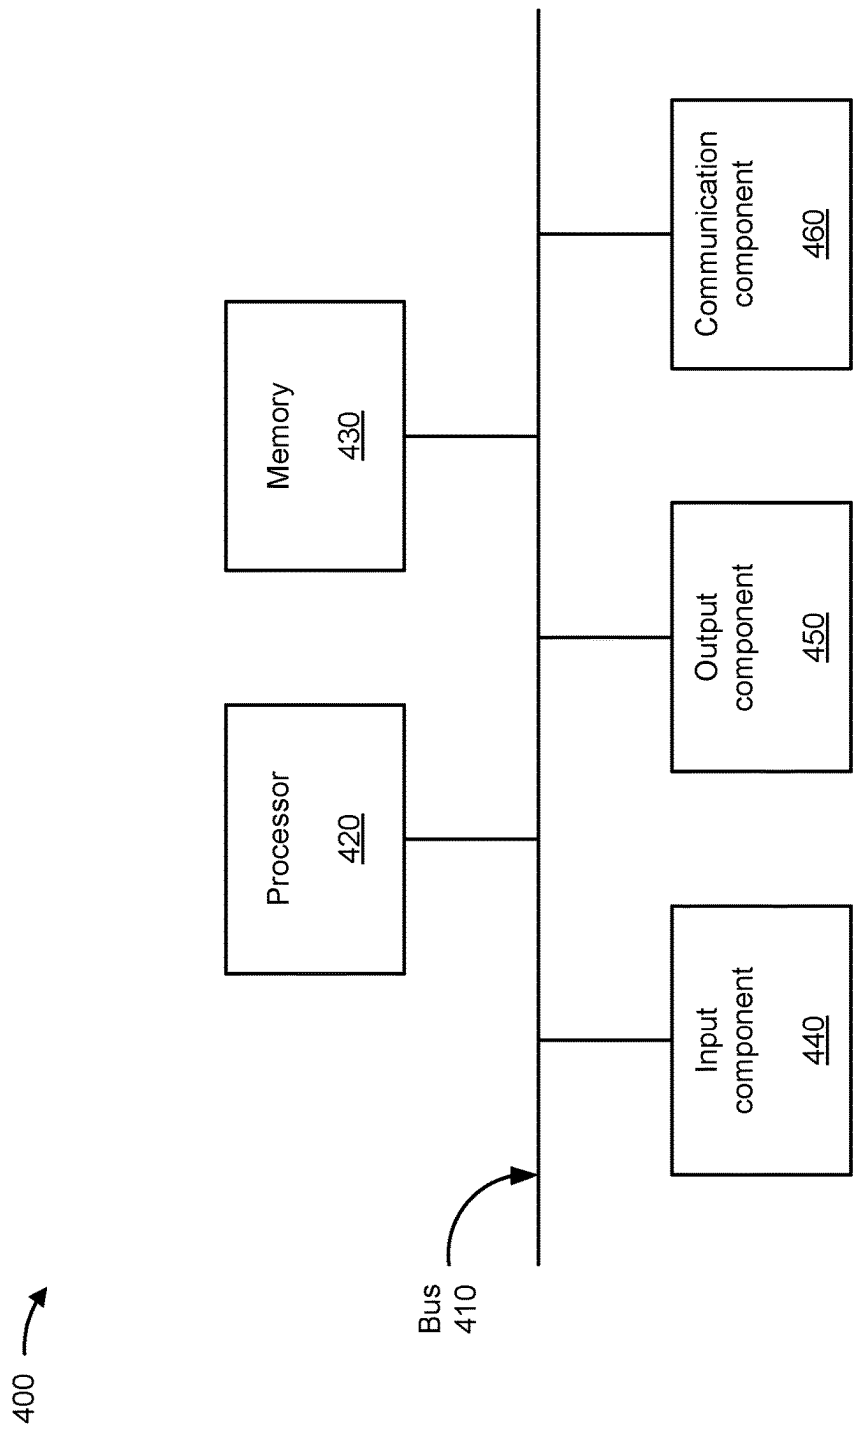 400
Bus
410
Processor
420
Memory
430
Input
component
440
Output
component
450
Communication
component
460